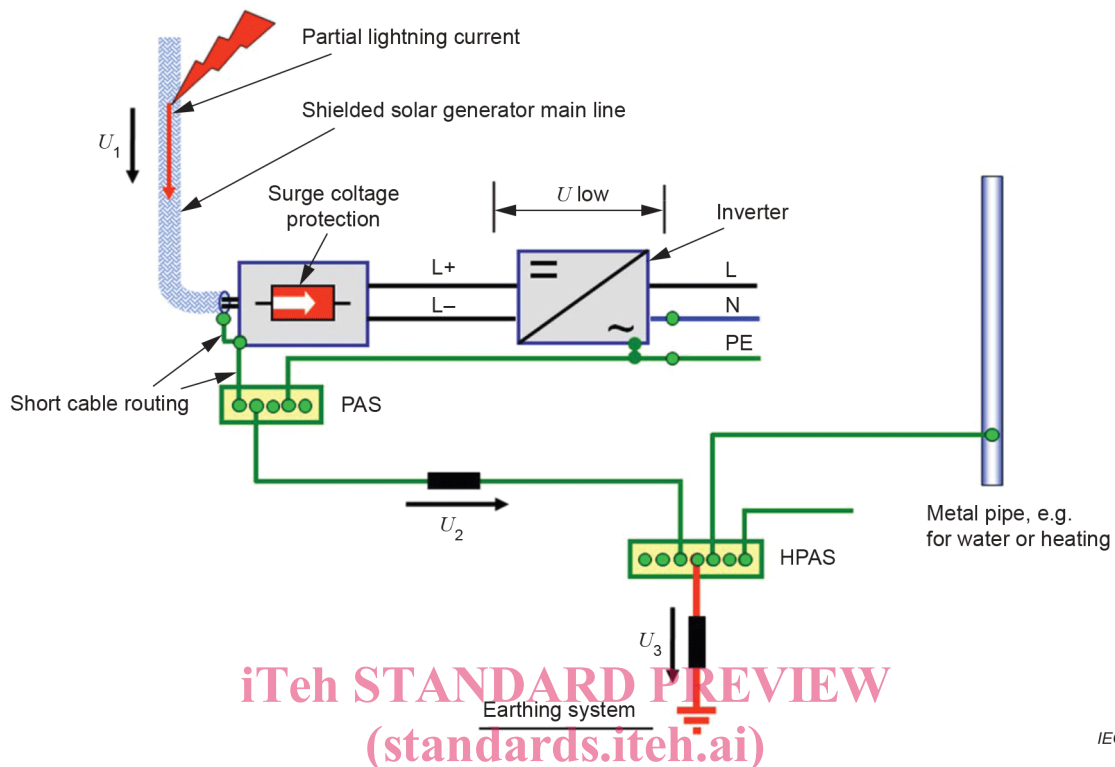 Partial lightning current
Shielded solar generator main line
U1
Surge coltage
protection
U low
Inverter
L+
L
L–
N
~
PE
Short cable routing
PAS
U2
Metal pipe, e.g.
for water or heating
HPAS
U3
iTeh STANDARD PREVIEW
Earthing system
(standards.iteh.ai)